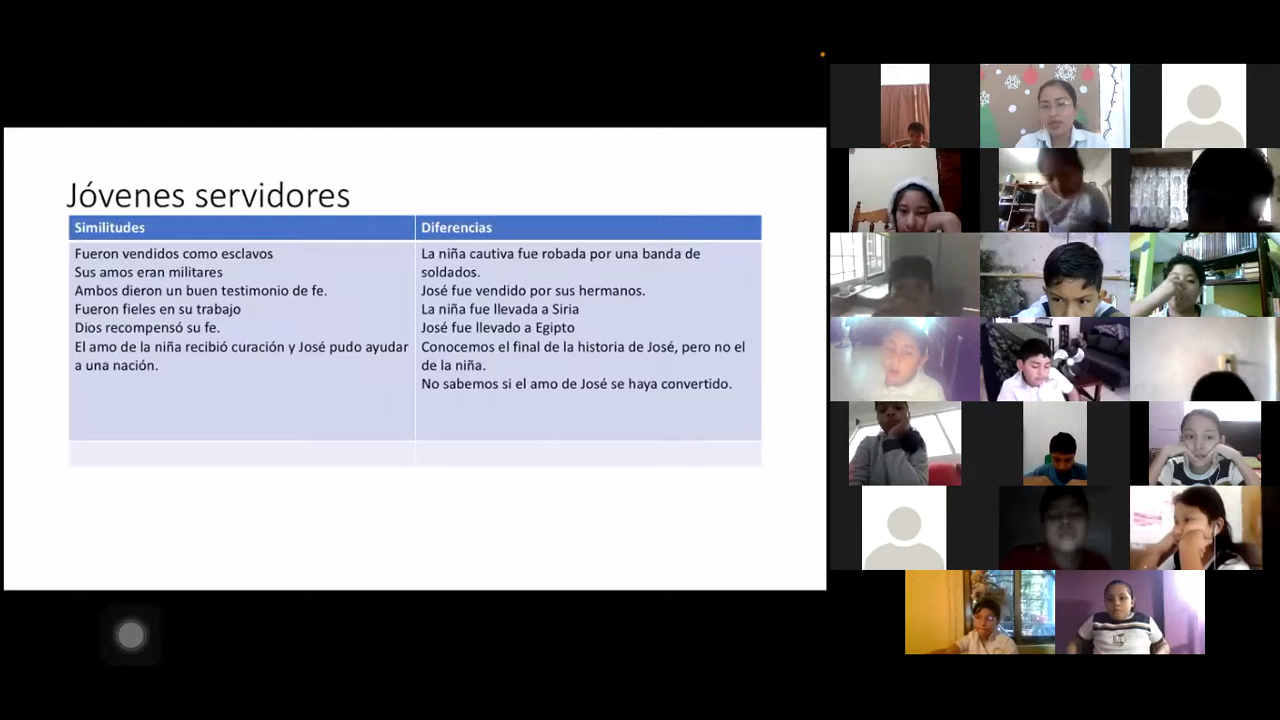 Jóvenes servidores
Similitudes
Fueron vendidos como esclavos
Sus amos eran militares
Ambos dieron un buen testimonio de fe.
Fueron fieles en su trabajo
Dios recompensó su fe.
El amo de la niña recibió curación y José pudo ayudar
a una nación.
Diferencias
La niña cautiva fue robada por una banda de
soldados.
José fue vendido por sus hermanos.
La niña fue llevada a Siria
José fue llevado a Egipto
Conocemos el final de la historia de José, pero no el
de la niña.
No sabemos si el amo de José se haya convertido.